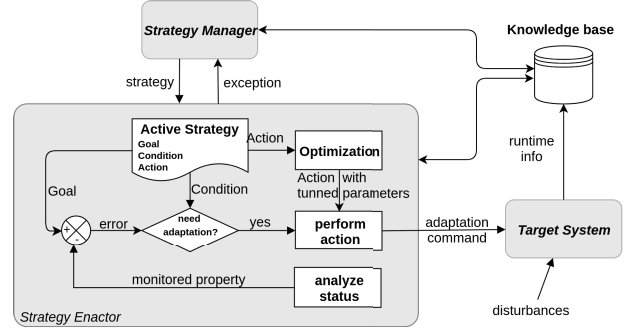 Strategy Manager
Knowledge base
strategy
exception
Active Strategy
Goal
Condition
Action
Action
Optimization
runtime
info
Action with
tunned parameters
Goal
Condition
need
adaptation?
+
-
error
yes
perform
action
adaptation
command
Target System
monitored property
analyze
status
disturbances
Strategy Enactor